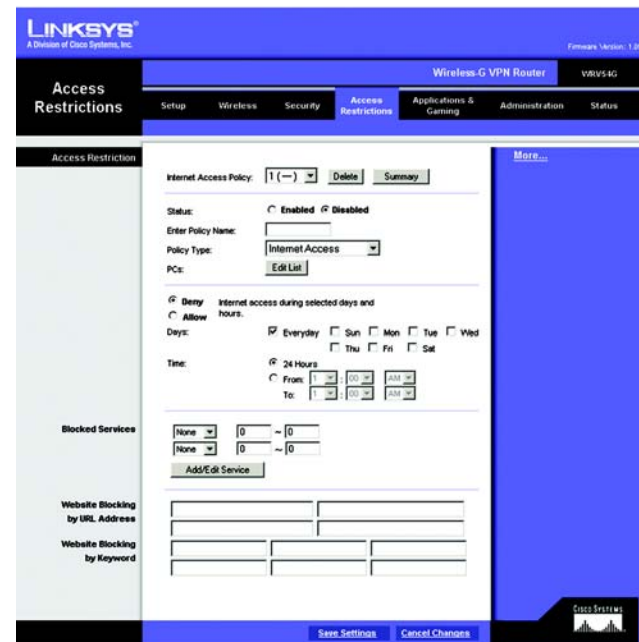 LINKSYS®
A Division of Cisco Systems, Inc.
Firmware Version: 1.0
Wireless-G VPN Router WRV54G
Access Restrictions
Setup Wireless Security Access Restrictions Applications & Gaming Administration Status
Access Restriction
More...
Internet Access Policy: 1 (—) Delete Summary
Status: Enabled Disabled
Enter Policy Name:
Policy Type: Internet Access
PCs: Edit List
Deny Internet access during selected days and
Allow hours.
Days: Everyday Sun Mon Tue Wed
Thu Fri Sat
Time: 24 Hours
From: 1 : 00 AM
To: 1 : 00 AM
Blocked Services None 0 ~ 0
None 0 ~ 0
Add/Edit Service
Website Blocking
by URL Address
Website Blocking
by Keyword
CISCO SYSTEMS
Save Settings Cancel Changes